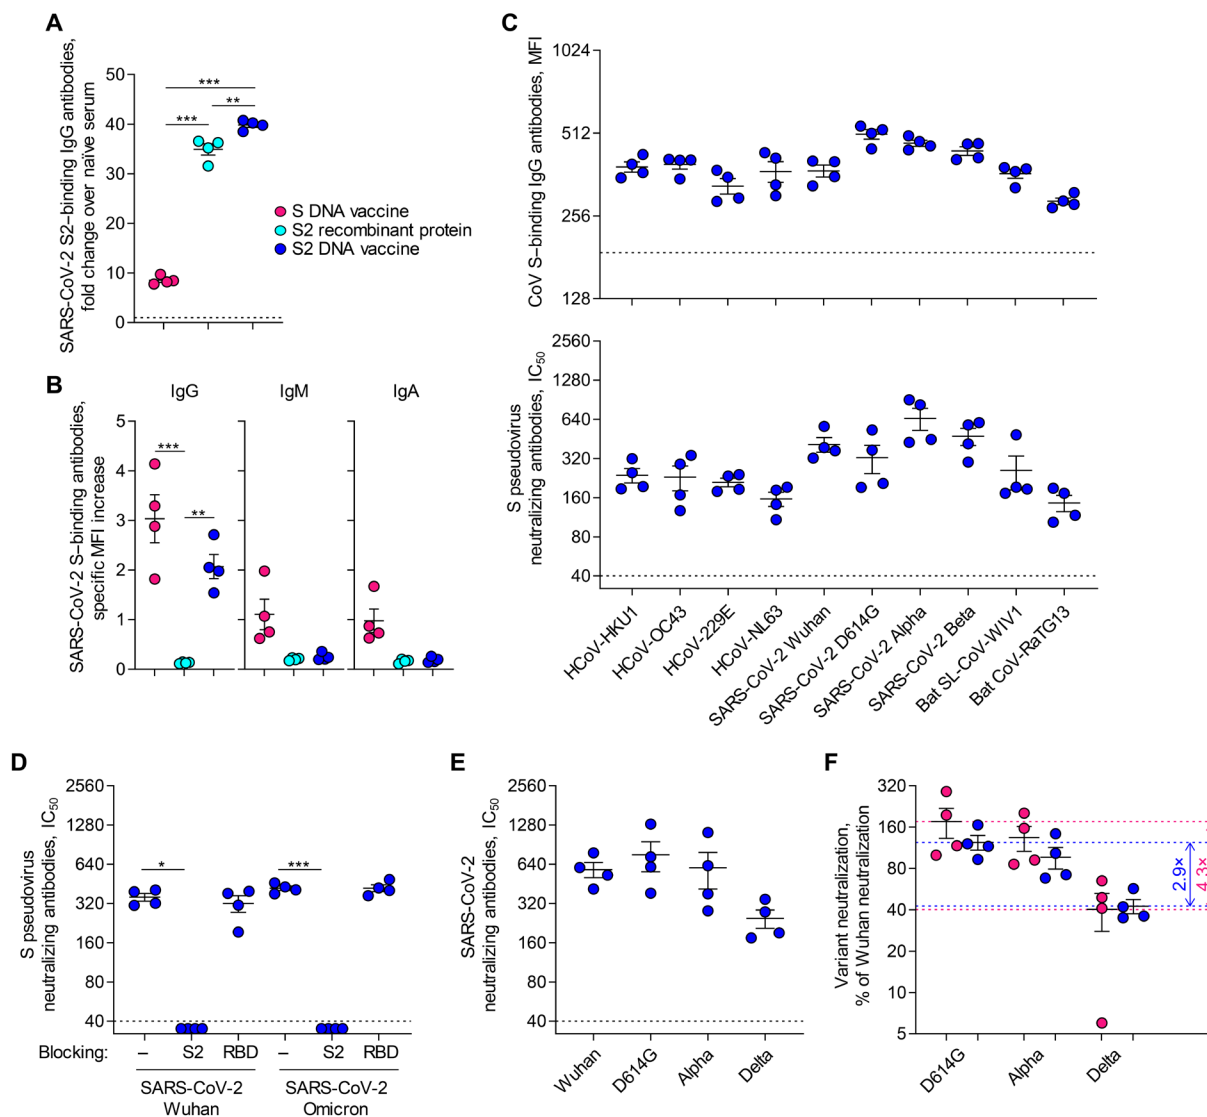 A
SARS-CoV-2 S2–binding IgG antibodies,
fold change over naïve serum
50
40
30
20
10
0
***
***
**
S DNA vaccine
S2 recombinant protein
S2 DNA vaccine
B
IgG
IgM
IgA
SARS-CoV-2 S–binding antibodies,
specific MFI increase
5
4
3
2
1
0
***
**
C
CoV S–binding IgG antibodies, MFI
1024
512
256
128
S pseudovirus
neutralizing antibodies, IC50
2560
1280
640
320
160
80
40
HCoV-HKU1
HCoV-OC43
HCoV-229E
HCoV-NL63
SARS-CoV-2 Wuhan
SARS-CoV-2 D614G
SARS-CoV-2 Alpha
SARS-CoV-2 Beta
Bat SL-CoV-WIV1
Bat CoV-RaTG13
D
S pseudovirus
neutralizing antibodies, IC50
2560
1280
640
320
160
80
40
*
***
Blocking: – S2 RBD – S2 RBD
SARS-CoV-2
Wuhan
SARS-CoV-2
Omicron
E
SARS-CoV-2
neutralizing antibodies, IC50
2560
1280
640
320
160
80
40
Wuhan
D614G
Alpha
Delta
F
Variant neutralization,
% of Wuhan neutralization
320
160
80
40
20
10
5
2.9×
4.3×
D614G
Alpha
Delta